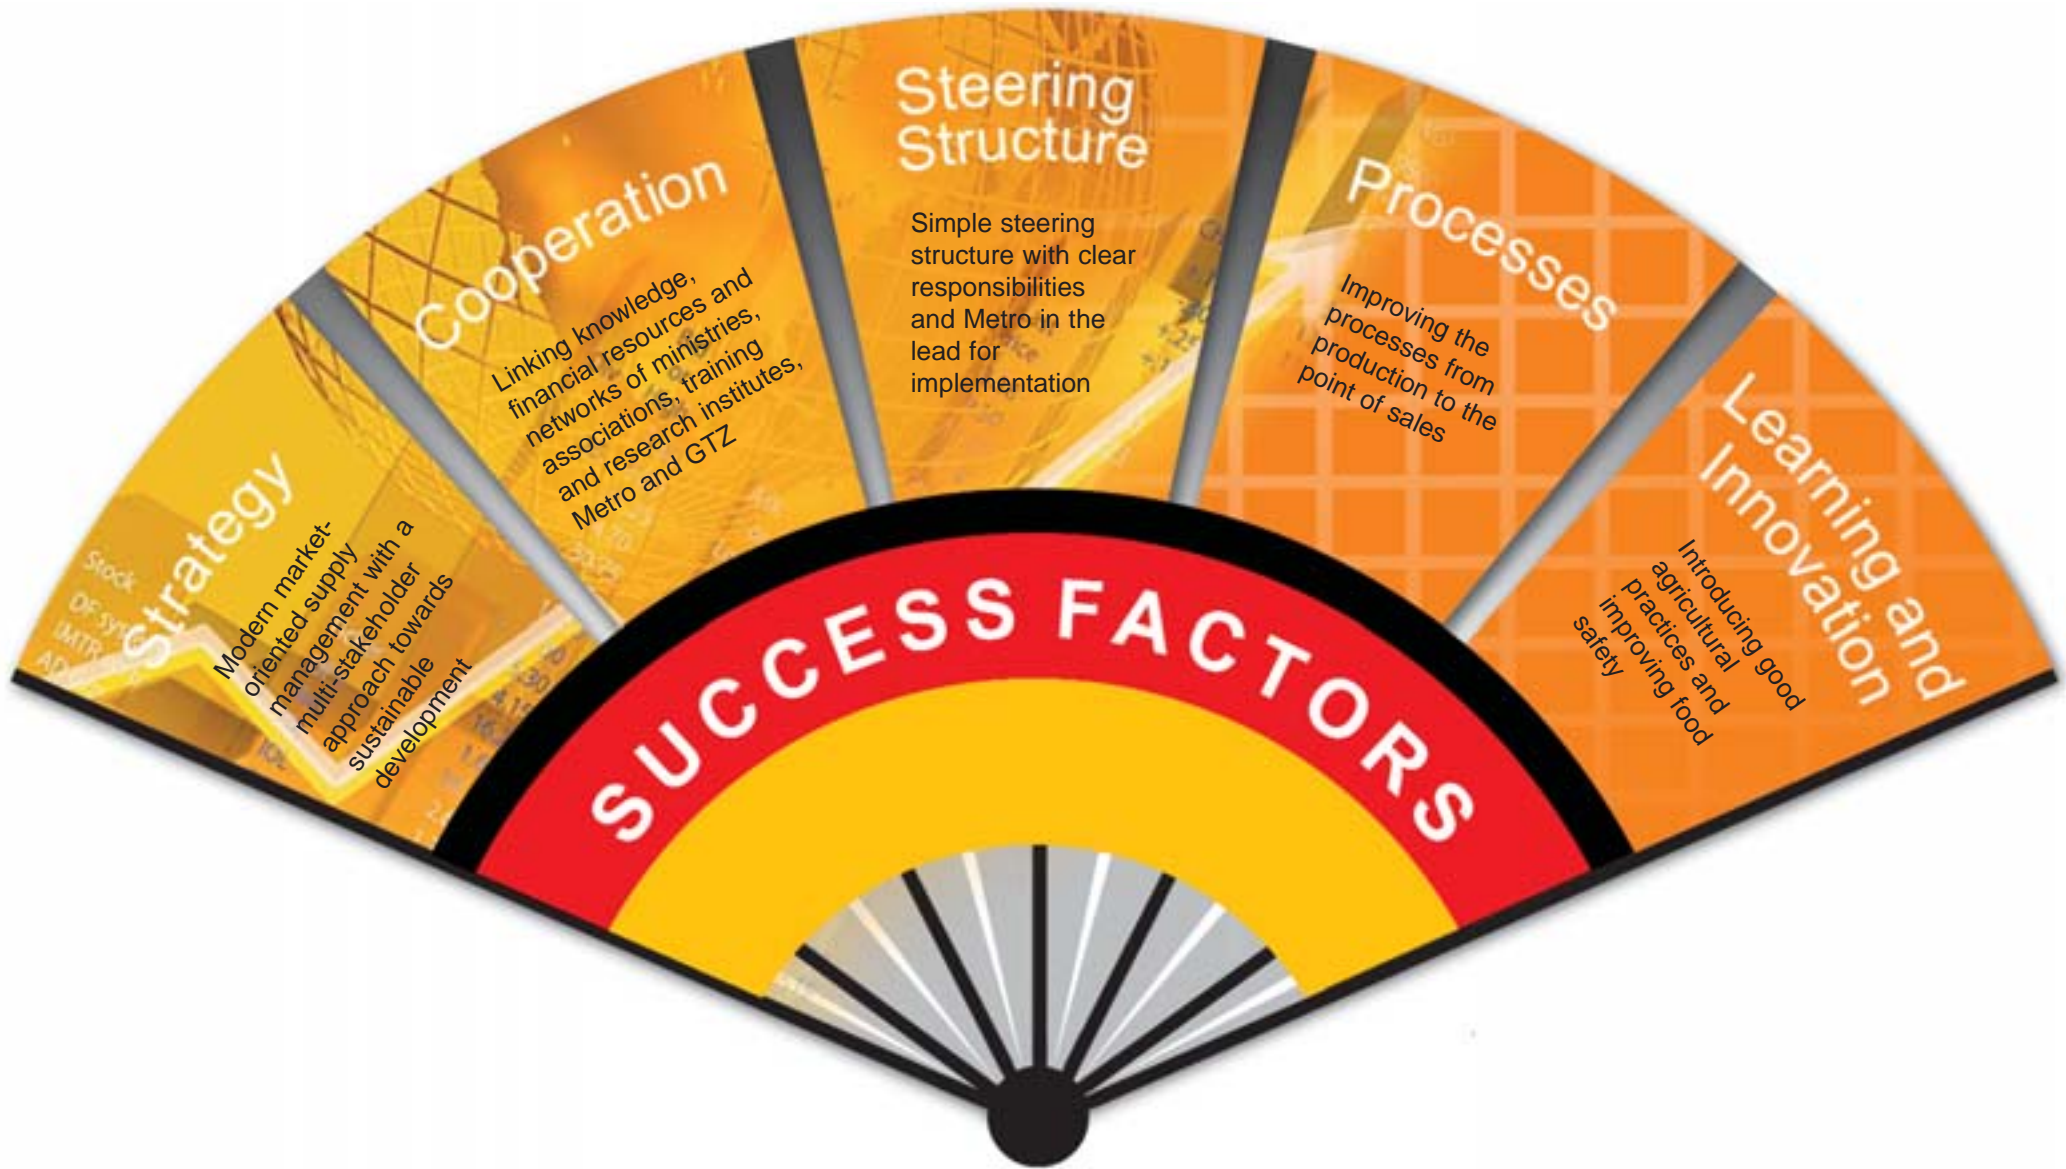 Strategy
Modern market-
oriented supply
management with a
multi-stakeholder
approach towards
sustainable
development
Cooperation
Linking knowledge,
financial resources and
networks of ministries,
associations, training
and research institutes,
Metro and GTZ
Steering
Structure
Simple steering
structure with clear
responsibilities
and Metro in the
lead for
implementation
Processes
Improving the
processes from
production to the
point of sales
Learning and
Innovation
Introducing good
agricultural
practices and
improving food
safety
SUCCESS FACTORS
Stock